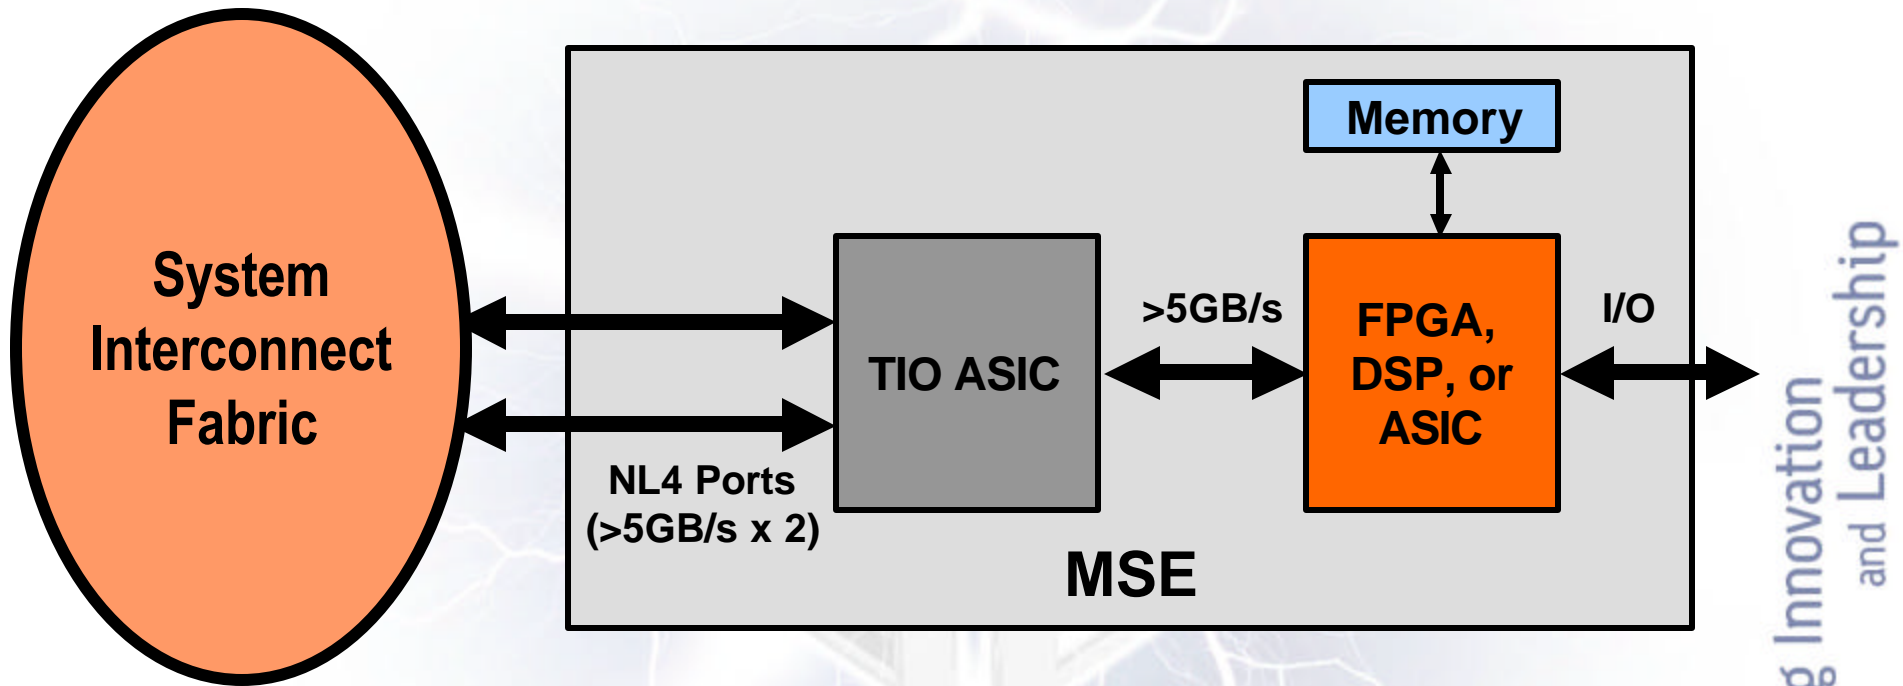 System
Interconnect
Fabric
NL4 Ports
(>5GB/s x 2)
TIO ASIC
>5GB/s
Memory
FPGA,
DSP, or
ASIC
I/O
MSE
Innovation
and Leadership